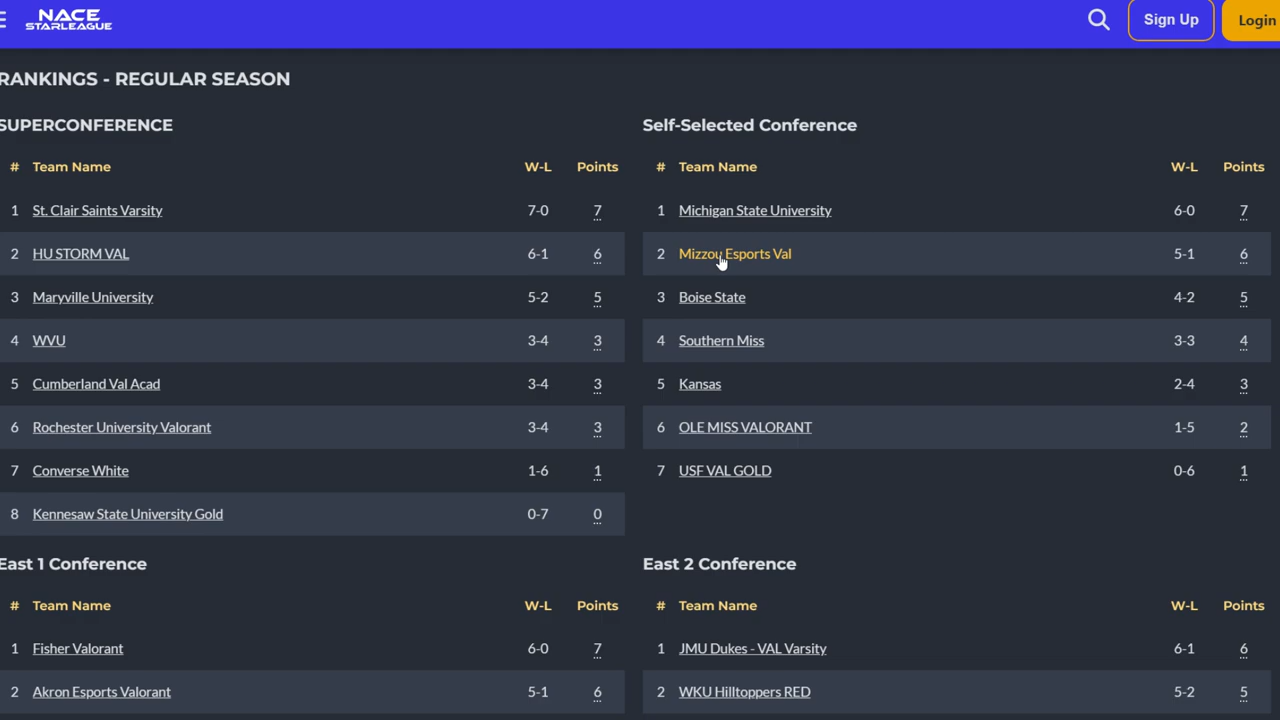 NACE
STARLEAGUE
Sign Up
Login
RANKINGS - REGULAR SEASON
SUPERCONFERENCE
# Team Name W-L Points
1 St. Clair Saints Varsity 7-0 7
2 HU STORM VAL 6-1 6
3 Maryville University 5-2 5
4 WVU 3-4 3
5 Cumberland Val Acad 3-4 3
6 Rochester University Valorant 3-4 3
7 Converse White 1-6 1
8 Kennesaw State University Gold 0-7 0
Self-Selected Conference
# Team Name W-L Points
1 Michigan State University 6-0 7
2 Mizzou Esports Val 5-1 6
3 Boise State 4-2 5
4 Southern Miss 3-3 4
5 Kansas 2-4 3
6 OLE MISS VALORANT 1-5 2
7 USF VAL GOLD 0-6 1
East 1 Conference
# Team Name W-L Points
1 Fisher Valorant 6-0 7
2 Akron Esports Valorant 5-1 6
East 2 Conference
# Team Name W-L Points
1 JMU Dukes - VAL Varsity 6-1 6
2 WKU Hilltoppers RED 5-2 5